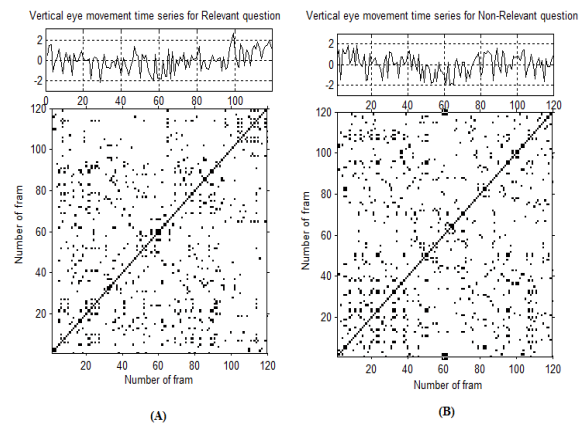 Vertical eye movement time series for Relevant question
2
0
-2
0 20 40 60 80 100 120
120
100
80
60
40
20
Number of fram
20 40 60 80 100 120
Number of fram
(A)
Vertical eye movement time series for Non-Relevant question
2
0
-2
20 40 60 80 100 120
120
100
80
60
40
20
Number of fram
0 20 40 60 80 100 120
Number of fram
(B)